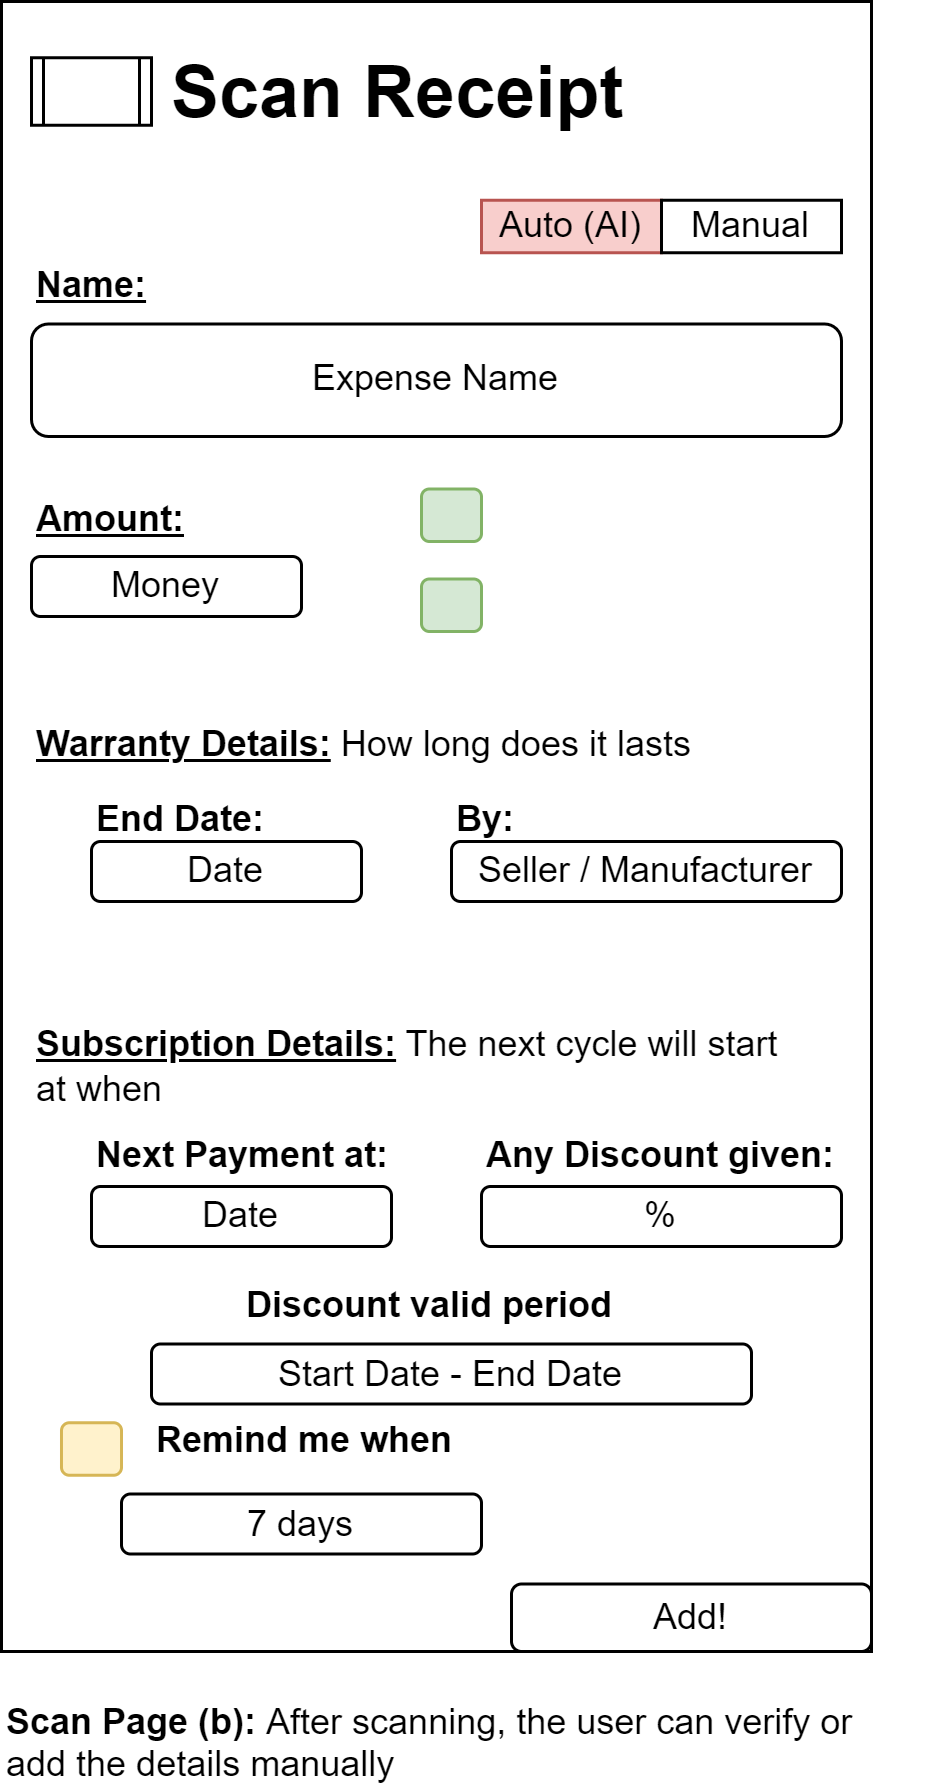 Scan Receipt
Auto (AI) Manual
Name:
Expense Name
Amount:
Money
Warranty Details: How long does it lasts
End Date: By:
Date Seller / Manufacturer
Subscription Details: The next cycle will start
at when
Next Payment at: Any Discount given:
Date %
Discount valid period
Start Date - End Date
Remind me when
7 days
Add!
Scan Page (b): After scanning, the user can verify or
add the details manually